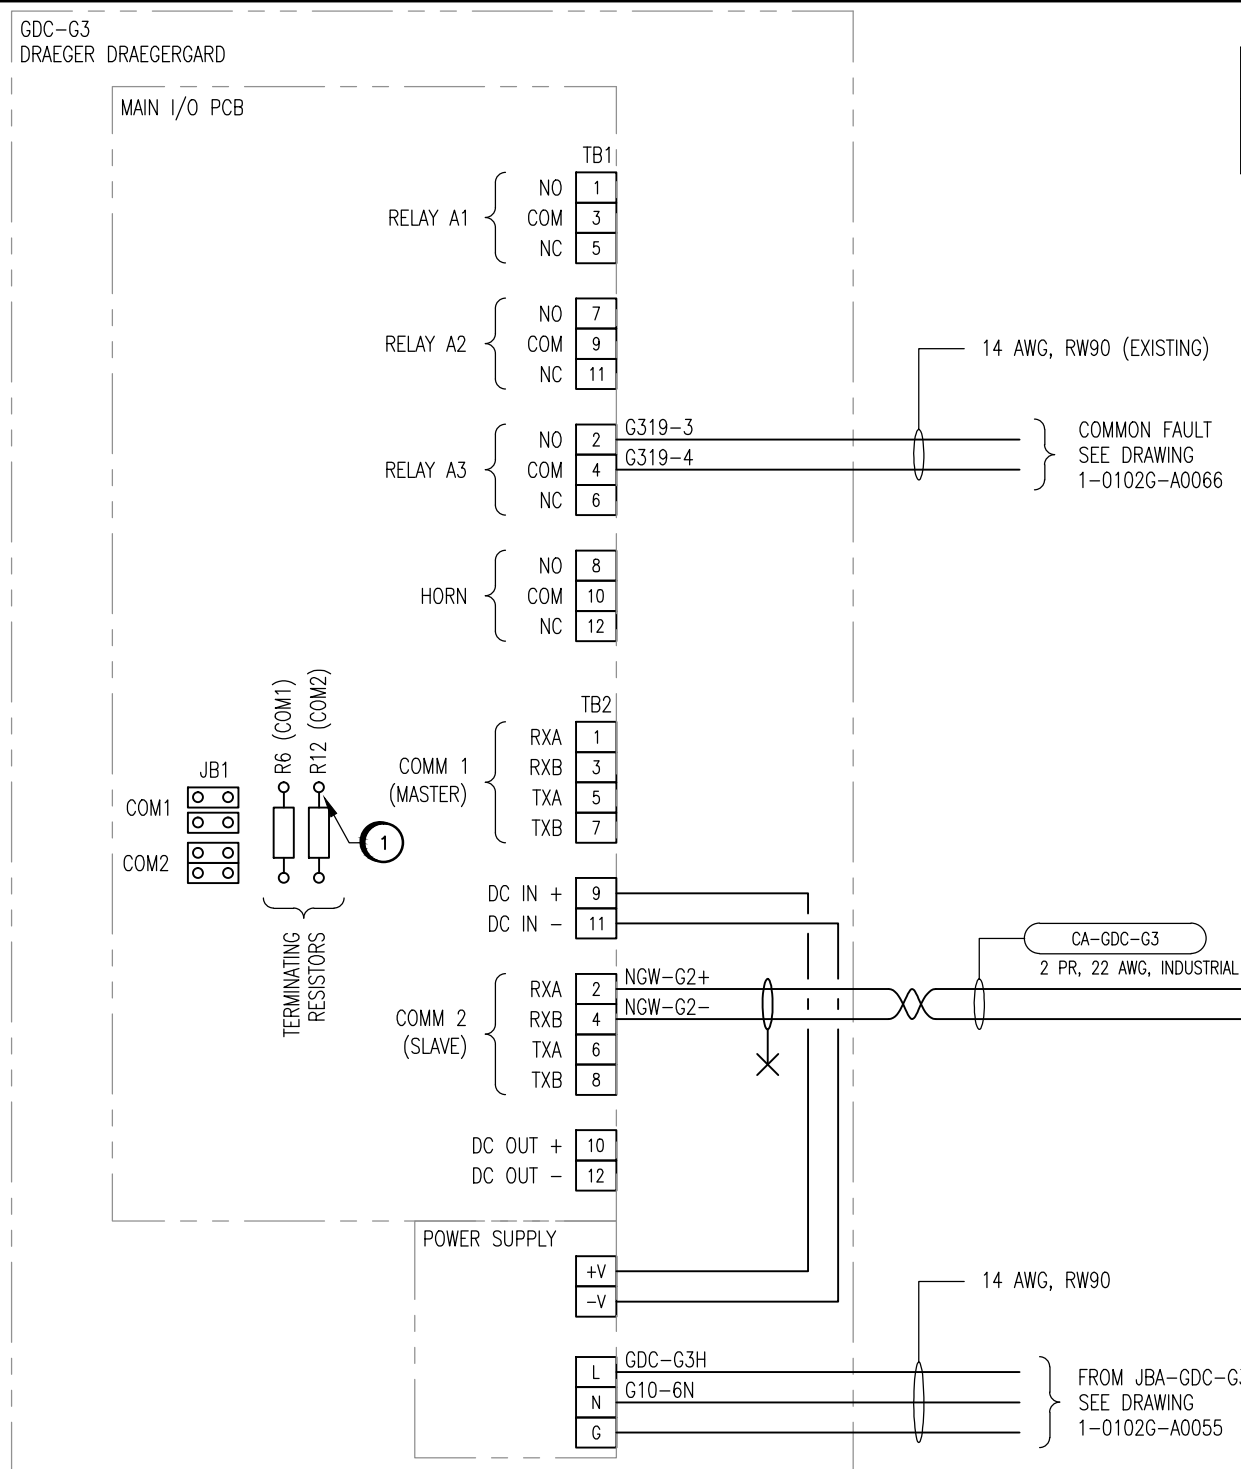 GDC-G3
DRAEGER DRAEGERGARD
MAIN I/O PCB
TB1
RELAY A1
NO 1
COM 3
NC 5
RELAY A2
NO 7
COM 9
NC 11
14 AWG, RW90 (EXISTING)
RELAY A3
NO 2 G319-3
COM 4 G319-4
NC 6
COMMON FAULT
SEE DRAWING
1-0102G-A0066
HORN
NO 8
COM 10
NC 12
JB1
COM1
COM2
R6 (COM1)
R12 (COM2)
1
TERMINATING
RESISTORS
TB2
COMM 1
(MASTER)
RXA 1
RXB 3
TXA 5
TXB 7
DC IN + 9
DC IN - 11
CA-GDC-G3
2 PR, 22 AWG, INDUSTRIAL
COMM 2
(SLAVE)
RXA 2 NGW-G2+
RXB 4 NGW-G2-
TXA 6
TXB 8
DC OUT + 10
DC OUT - 12
POWER SUPPLY
+V
-V
14 AWG, RW90
L GDC-G3H
N G10-6N
G
FROM JBA-GDC-G3
SEE DRAWING
1-0102G-A0055